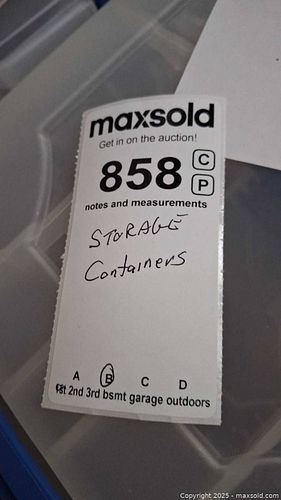 maxsold
Get in on the auction!
858 C
P
notes and measurements
STORAGE
Containers
A B C D
1st 2nd 3rd bsmt garage outdoors
Copyright 2025 - maxsold.com